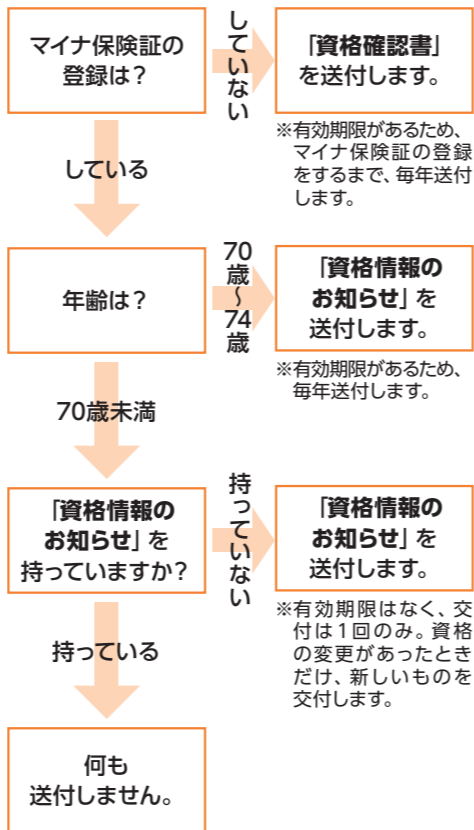 マイナ保険証の
登録は？
していない
「資格確認書」
を送付します。
※有効期限があるため、
マイナ保険証の登録
をするまで、毎年送付
します。
している
年齢は？
70歳～74歳
「資格情報の
お知らせ」を
送付します。
※有効期限があるため、
毎年送付します。
70歳未満
「資格情報の
お知らせ」を
持っていますか？
持っていない
「資格情報の
お知らせ」を
送付します。
※有効期限はなく、交
付は1回のみ。資格
の変更があったとき
だけ、新しいものを
交付します。
持っている
何も
送付しません。